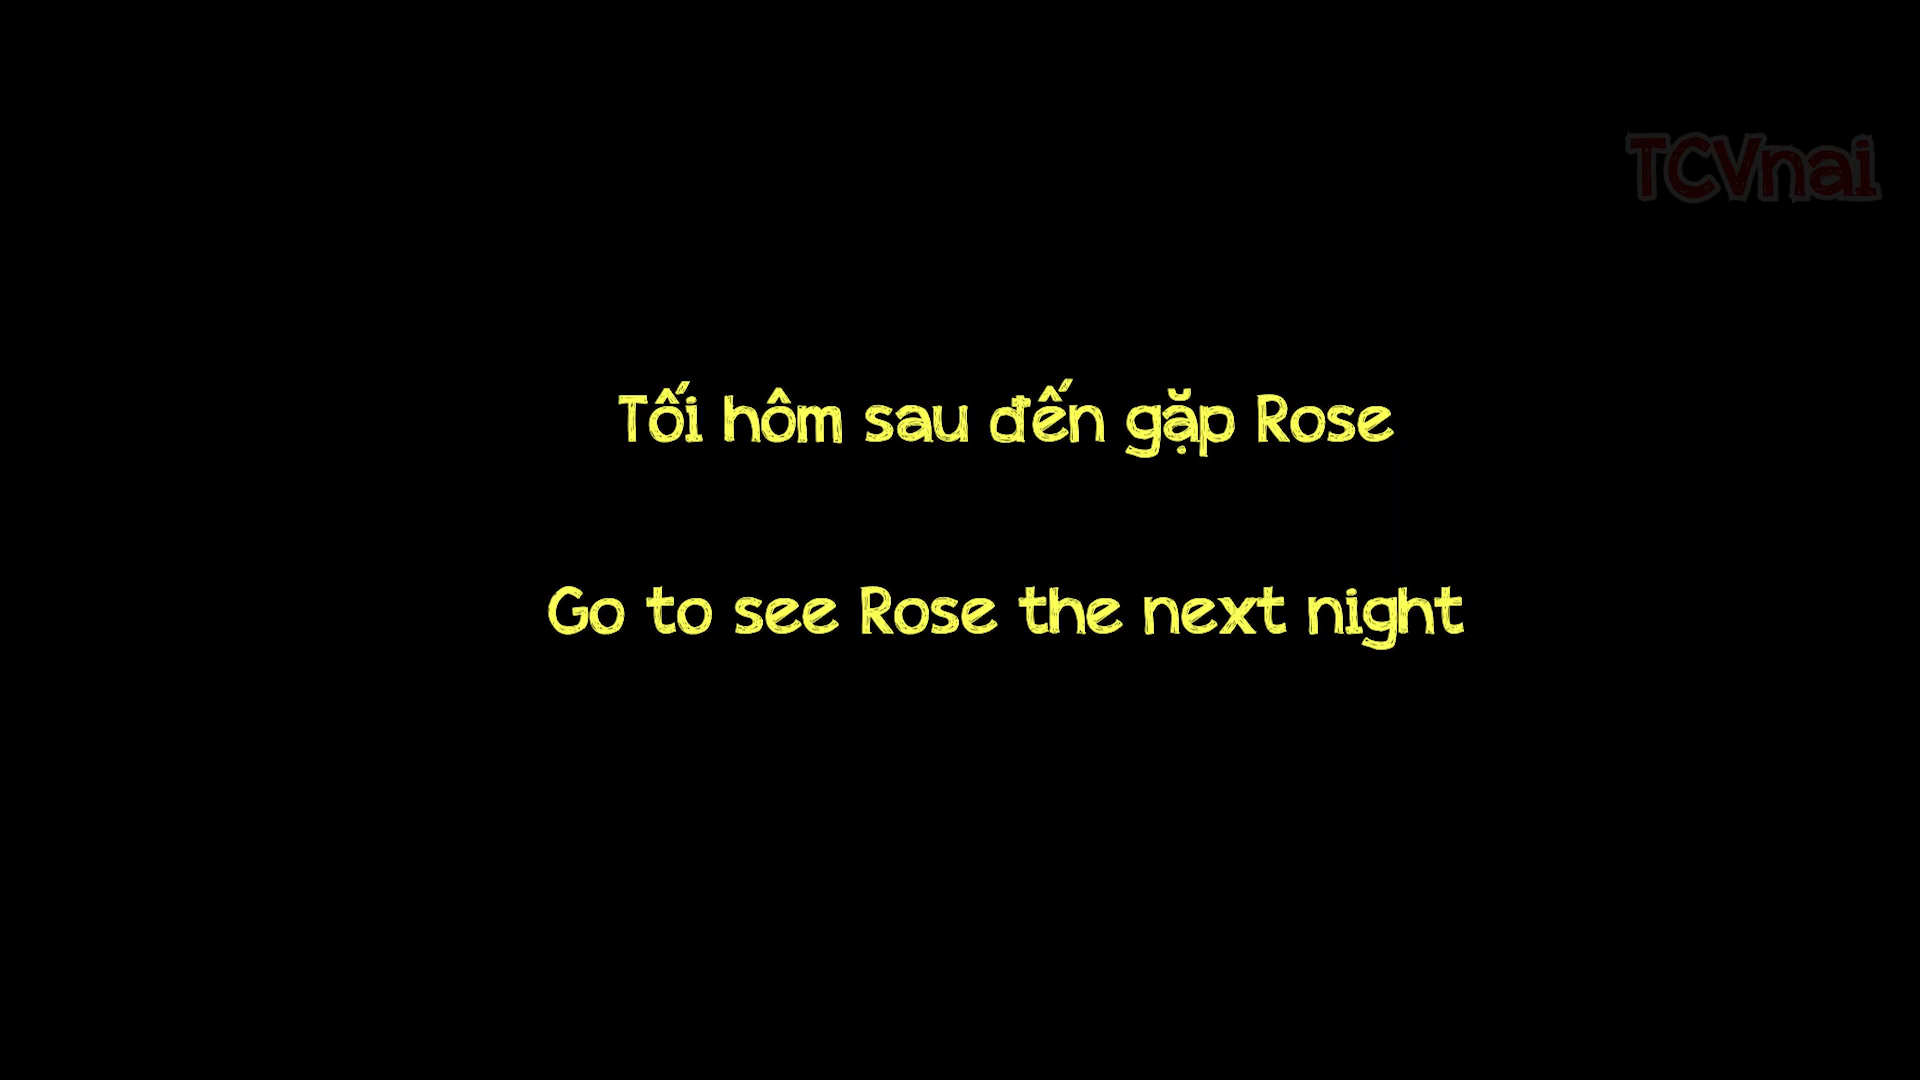 TCVnai
Tối hôm sau đến gặp Rose
Go to see Rose the next night